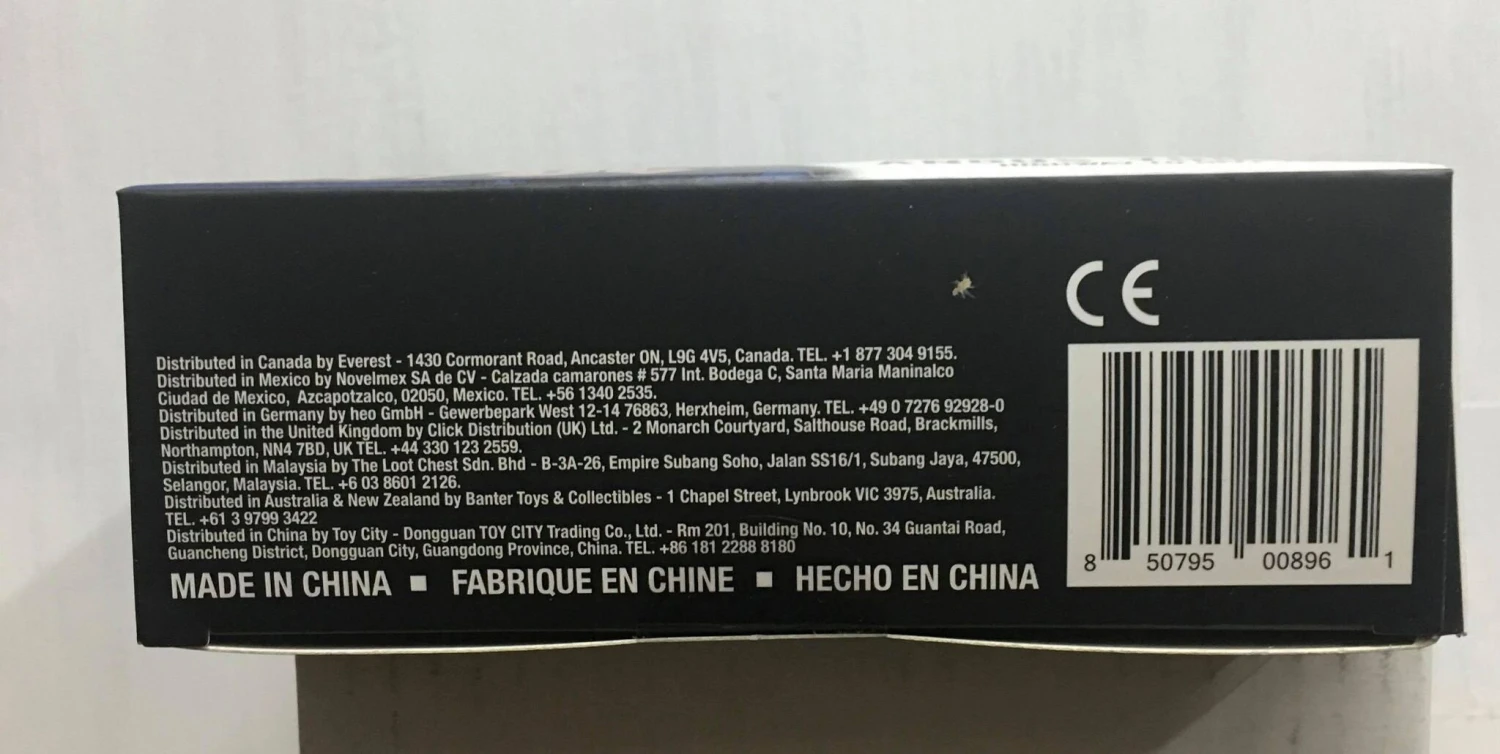 CE
Distributed in Canada by Everest - 1430 Cormorant Road, Ancaster ON, L9G 4V5, Canada. TEL. +1 877 304 9155.
Distributed in Mexico by Novelmex SA de CV - Calzada camarones # 577 Int. Bodega C, Santa Maria Maninalco
Ciudad de Mexico, Azcapotzalco, 02050, Mexico. TEL. +56 1340 2535.
Distributed in Germany by heo GmbH - Gewerbepark West 12-14 76863, Herxheim, Germany. TEL. +49 0 7276 92928-0
Distributed in the United Kingdom by Click Distribution (UK) Ltd. - 2 Monarch Courtyard, Salthouse Road, Brackmills,
Northampton, NN4 7BD, UK TEL. +44 330 123 2559.
Distributed in Malaysia by The Loot Chest Sdn. Bhd - B-3A-26, Empire Subang Soho, Jalan SS16/1, Subang Jaya, 47500,
Selangor, Malaysia. TEL. +6 03 8601 2126.
Distributed in Australia & New Zealand by Banter Toys & Collectibles - 1 Chapel Street, Lynbrook VIC 3975, Australia.
TEL. +61 3 9799 3422
Distributed in China by Toy City - Dongguan TOY CITY Trading Co., Ltd. - Rm 201, Building No. 10, No. 34 Guantai Road,
Guancheng District, Dongguan City, Guangdong Province, China. TEL. +86 181 2288 8180
MADE IN CHINA ■ FABRIQUE EN CHINE ■ HECHO EN CHINA
8 50795 00896 1